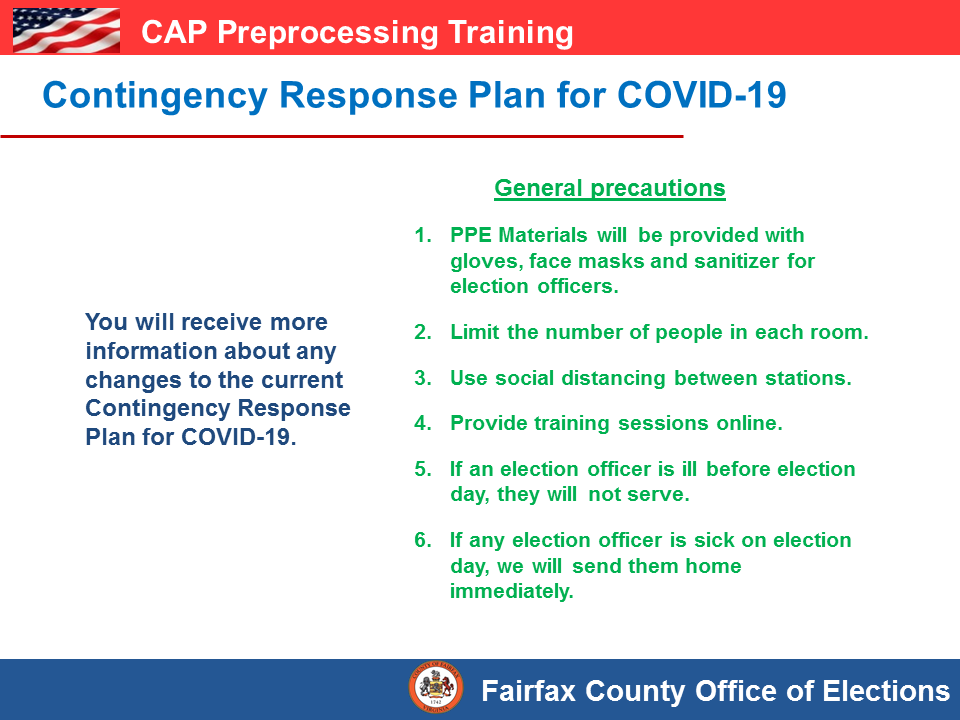 CAP Preprocessing Training
Contingency Response Plan for COVID-19
You will receive more
information about any
changes to the current
Contingency Response
Plan for COVID-19.
General precautions
1. PPE Materials will be provided with
gloves, face masks and sanitizer for
election officers.
2. Limit the number of people in each room.
3. Use social distancing between stations.
4. Provide training sessions online.
5. If an election officer is ill before election
day, they will not serve.
6. If any election officer is sick on election
day, we will send them home
immediately.
COUNTY OF FAIRFAX
1742
VIRGINIA
Fairfax County Office of Elections